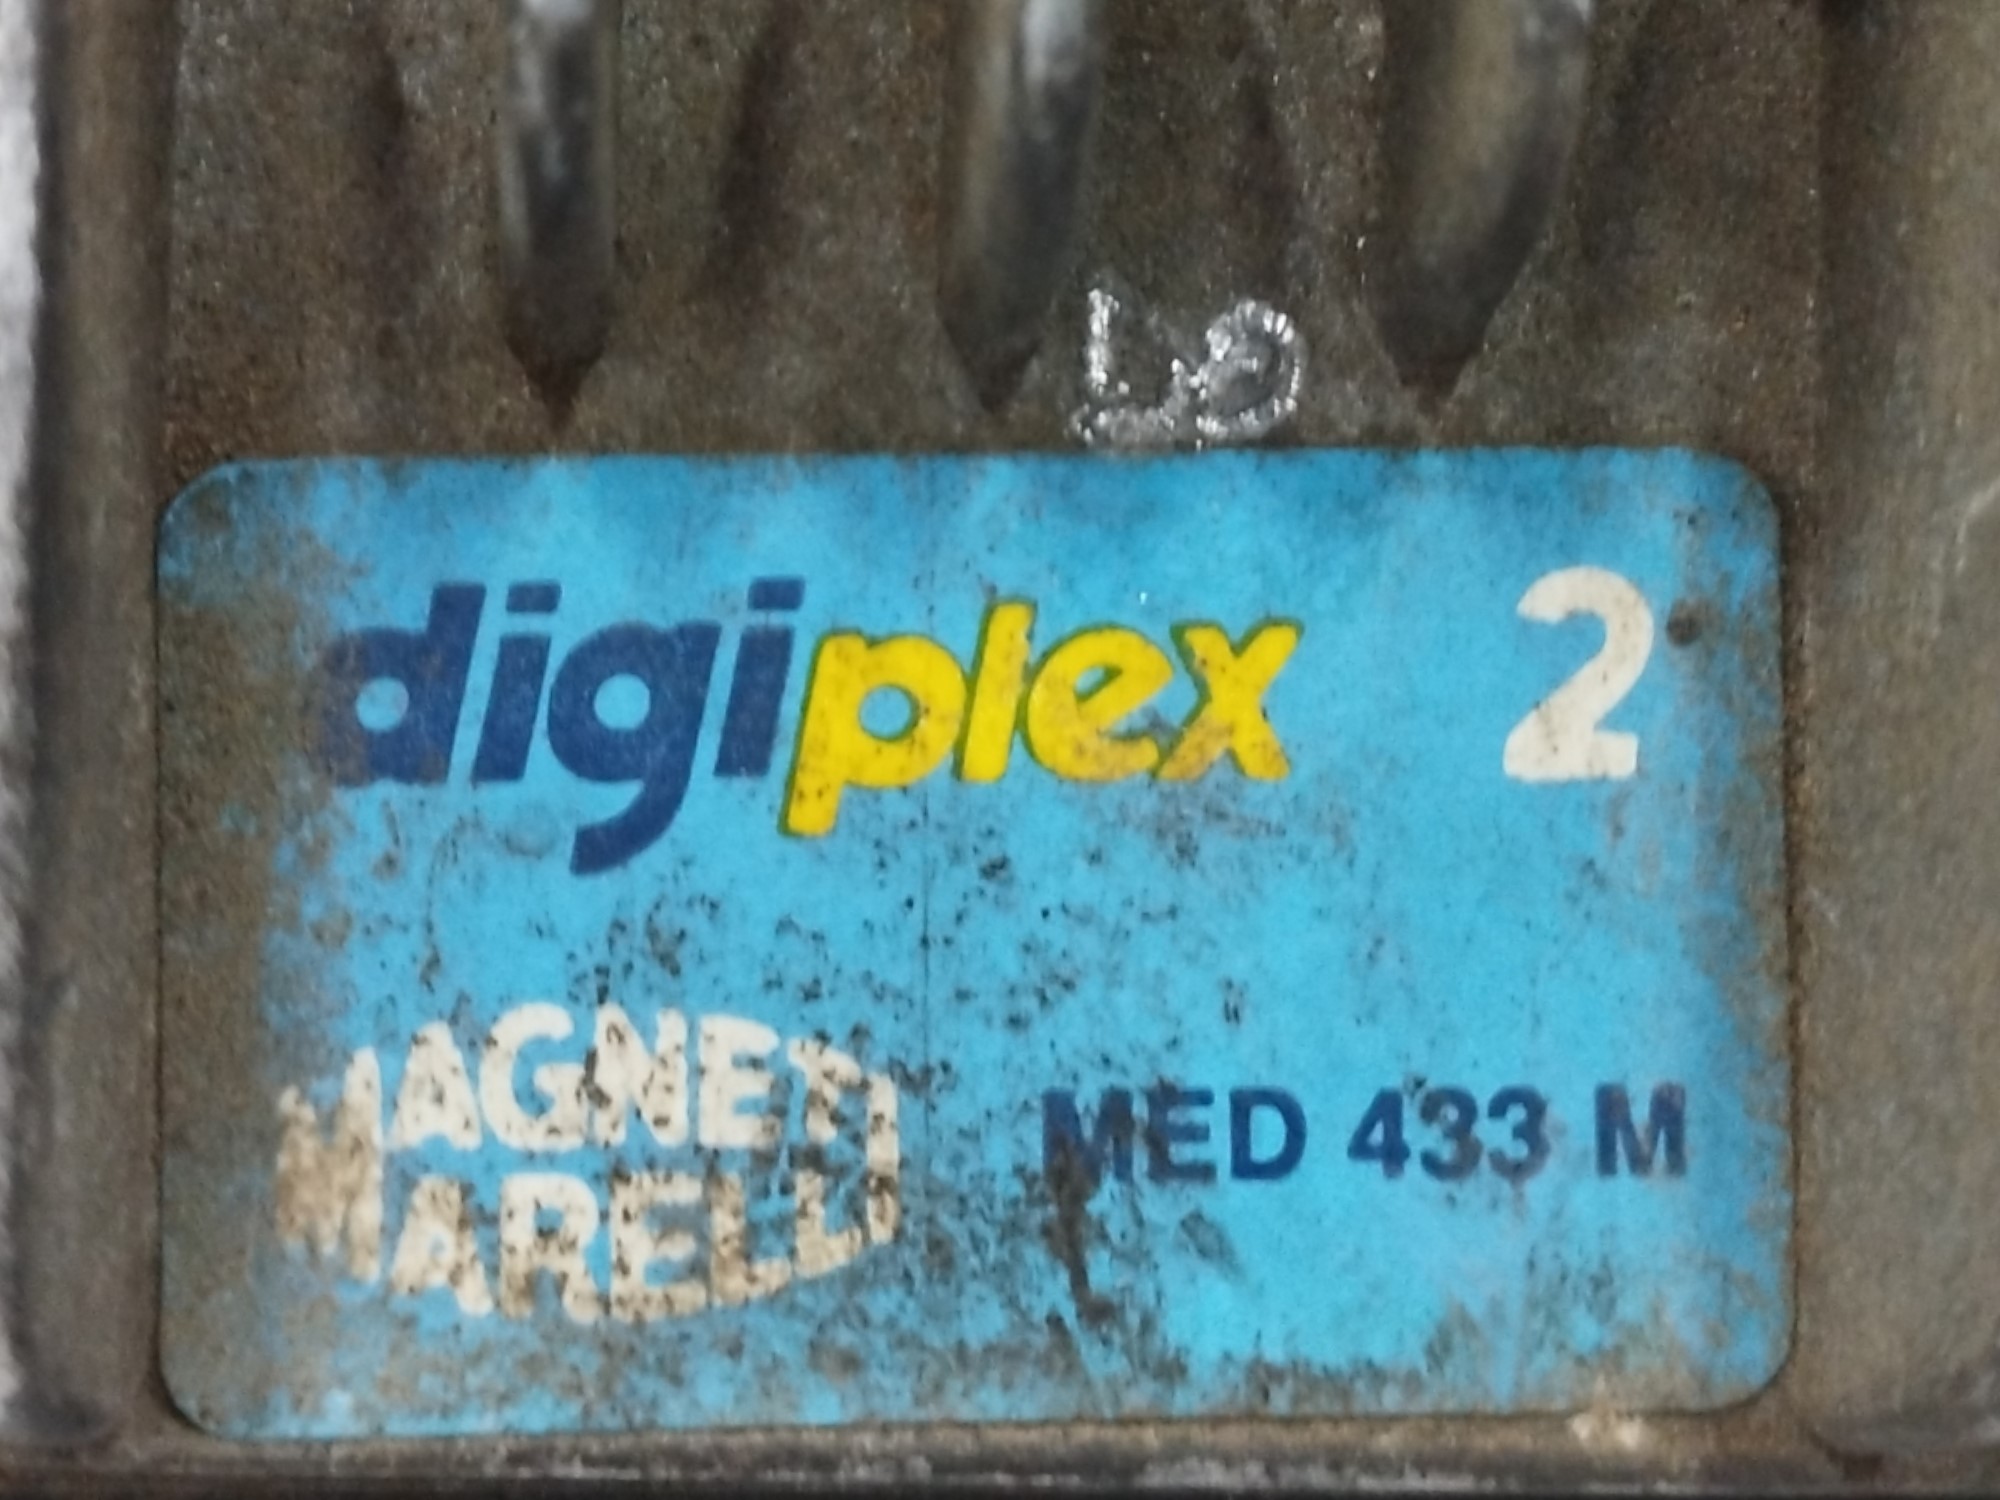 digiplex 2
MAGNETI
MARELLI
MED 433 M